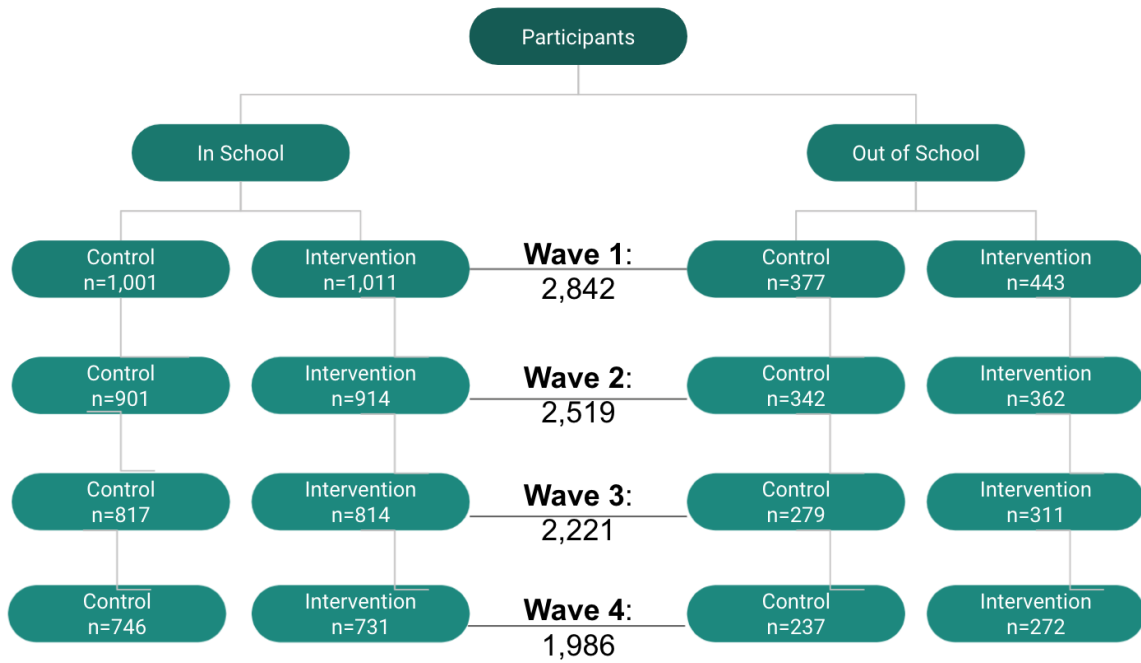 Participants
In School
Out of School
Control
n=1,001
Intervention
n=1,011
Wave 1:
2,842
Control
n=377
Intervention
n=443
Control
n=901
Intervention
n=914
Wave 2:
2,519
Control
n=342
Intervention
n=362
Control
n=817
Intervention
n=814
Wave 3:
2,221
Control
n=279
Intervention
n=311
Control
n=746
Intervention
n=731
Wave 4:
1,986
Control
n=237
Intervention
n=272